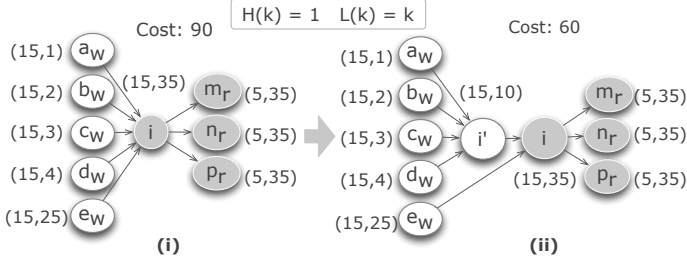 H(k) = 1 L(k) = k
Cost: 90
(15,1) a_w
(15,2) b_w
(15,3) c_w
(15,4) d_w
(15,25) e_w
(15,35)
i
m_r (5,35)
n_r (5,35)
p_r (5,35)
(i)
Cost: 60
(15,1) a_w
(15,2) b_w
(15,3) c_w
(15,4) d_w
(15,25) e_w
(15,10)
i'
i
(15,35)
m_r (5,35)
n_r (5,35)
p_r (5,35)
(ii)